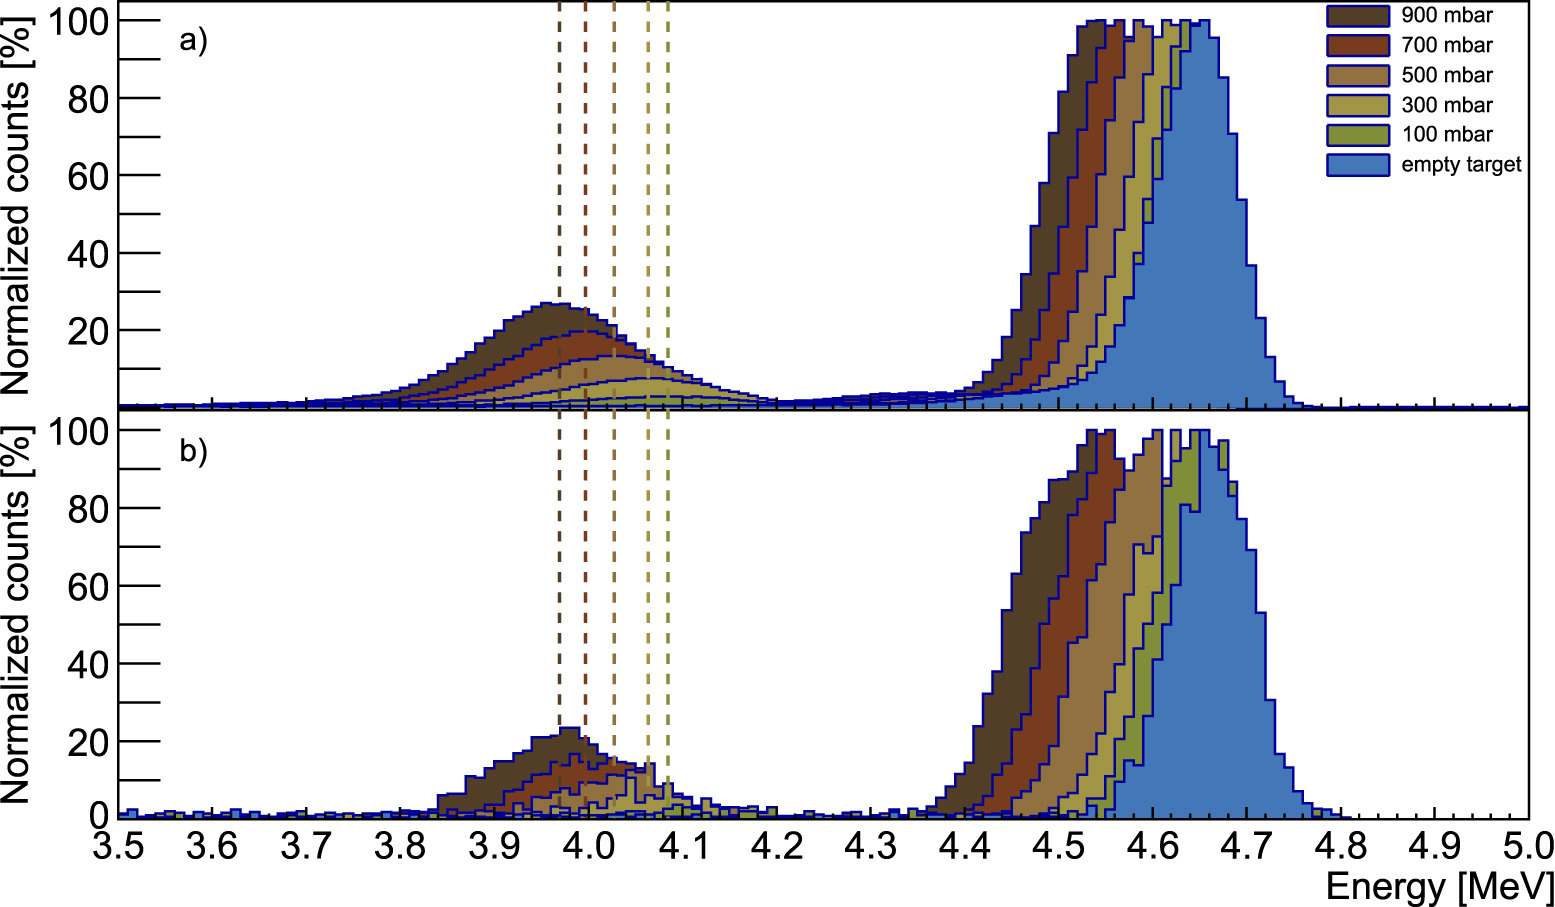 Normalized counts [%]
100
80
60
40
20
a)
900 mbar
700 mbar
500 mbar
300 mbar
100 mbar
empty target
Normalized counts [%]
100
80
60
40
20
0
b)
3.5 3.6 3.7 3.8 3.9 4.0 4.1 4.2 4.3 4.4 4.5 4.6 4.7 4.8 4.9 5.0
Energy [MeV]